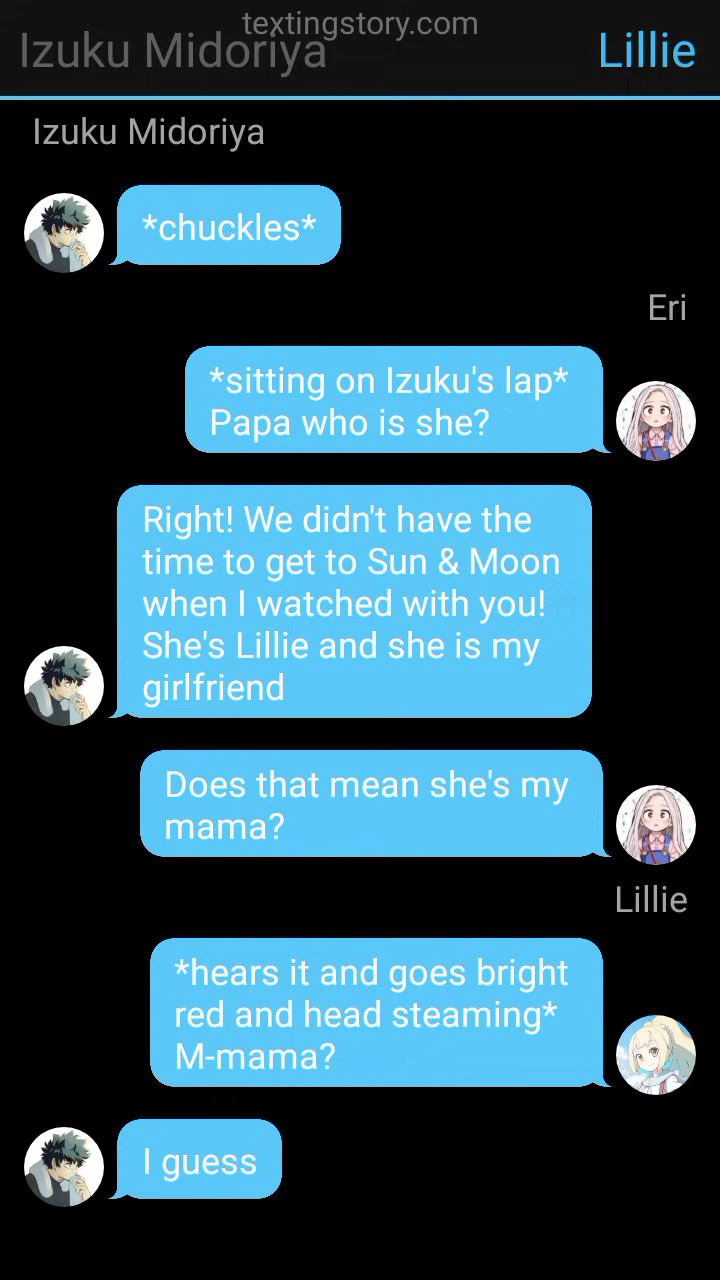 textingstory.com
Izuku Midoriya
Lillie
Izuku Midoriya
*chuckles*
Eri
*sitting on Izuku's lap*
Papa who is she?
Right! We didn't have the
time to get to Sun & Moon
when I watched with you!
She's Lillie and she is my
girlfriend
Does that mean she's my
mama?
Lillie
*hears it and goes bright
red and head steaming*
M-mama?
I guess